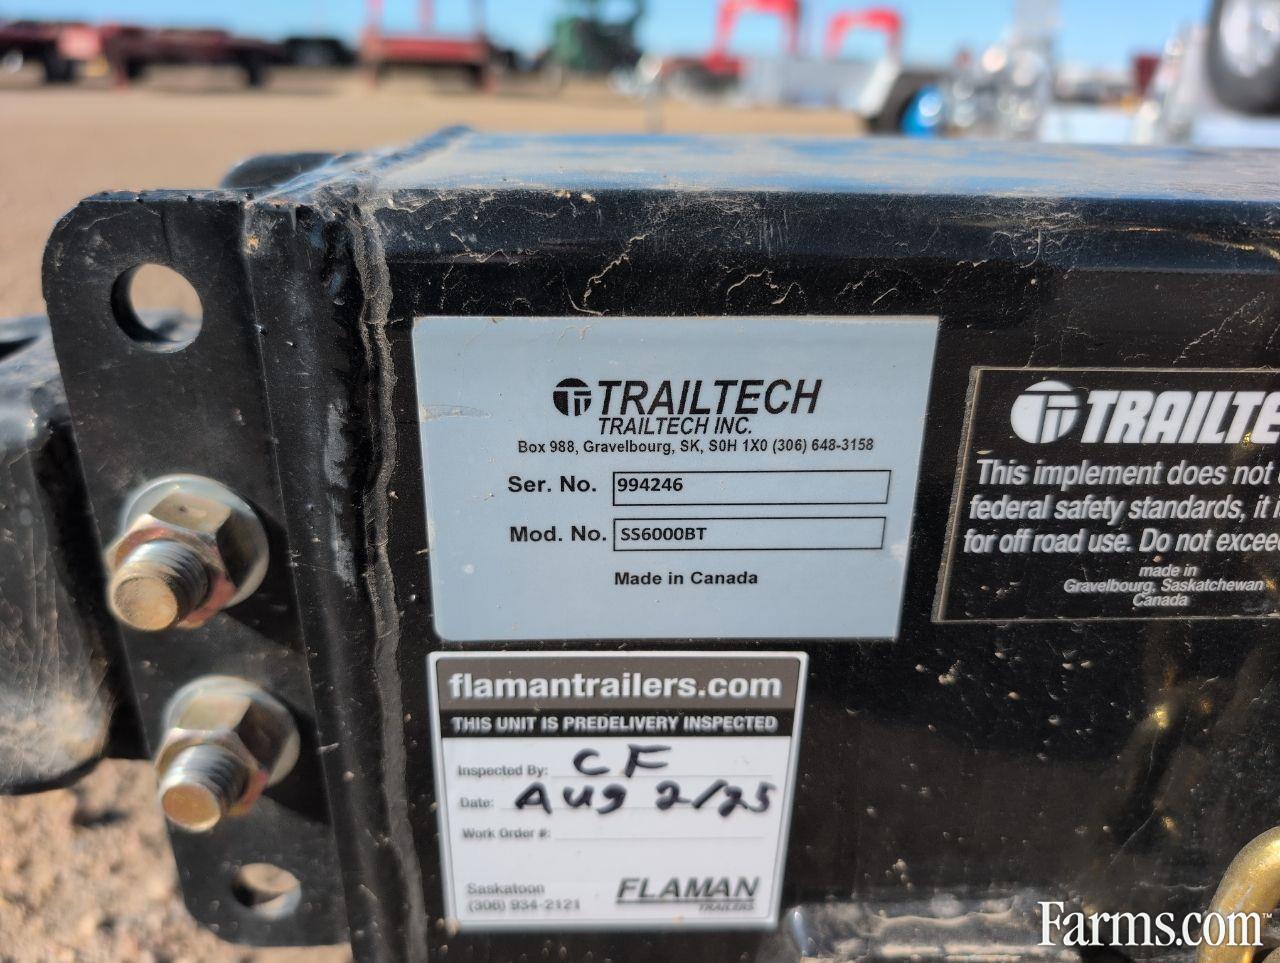 TRAILTECH
TRAILTECH INC.
Box 988, Gravelbourg, SK, S0H 1X0 (306) 648-3158
Ser. No. 994246
Mod. No. SS6000BT
Made in Canada
TRAILTE
This implement does not
federal safety standards, it
for off road use. Do not exceed
made in
Gravelbourg, Saskatchewan
Canada
flamantrailers.com
THIS UNIT IS PREDELIVERY INSPECTED
Inspected By: CF
Date: Aug 2/25
Work Order #:
Saskatoon
(306) 934-2121
FLAMAN
TRAILERS
Farms.com